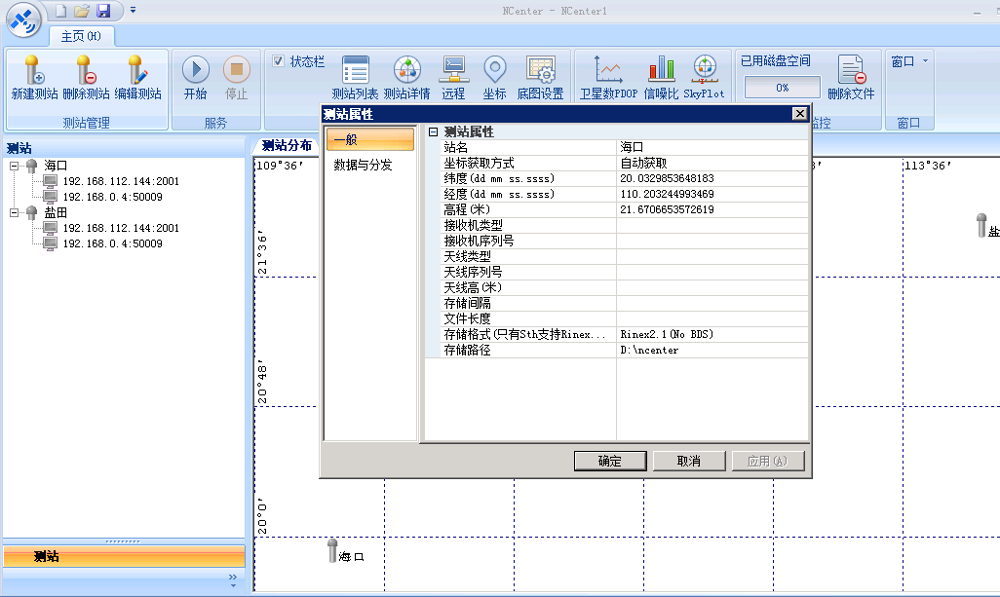 NCenter - NCenter1
主页(H)
新建测站 删除测站 编辑测站
测站管理
开始 停止
服务
状态栏
测站列表 测站详情 远程 坐标 底图设置
卫星数PDOP 信噪比 SkyPlot
已用磁盘空间
0%
删除文件
监控
窗口
窗口
测站
海口
192.168.112.144:2001
192.168.0.4:50009
盐田
192.168.112.144:2001
192.168.0.4:50009
测站
测站分布
109°36′
113°36′
21°36′
20°48′
20°0′
海口
测站属性
一般
数据与分发
测站属性
站名 海口
坐标获取方式 自动获取
纬度(dd mm ss.ssss) 20.0329853648183
经度(dd mm ss.ssss) 110.203244993469
高程(米) 21.6706653572619
接收机类型
接收机序列号
天线类型
天线序列号
天线高(米)
存储间隔
文件长度
存储格式(只有Sth支持Rinex... Rinex2.1(No BDS)
存储路径 D:\ncenter
确定 取消 应用(A)